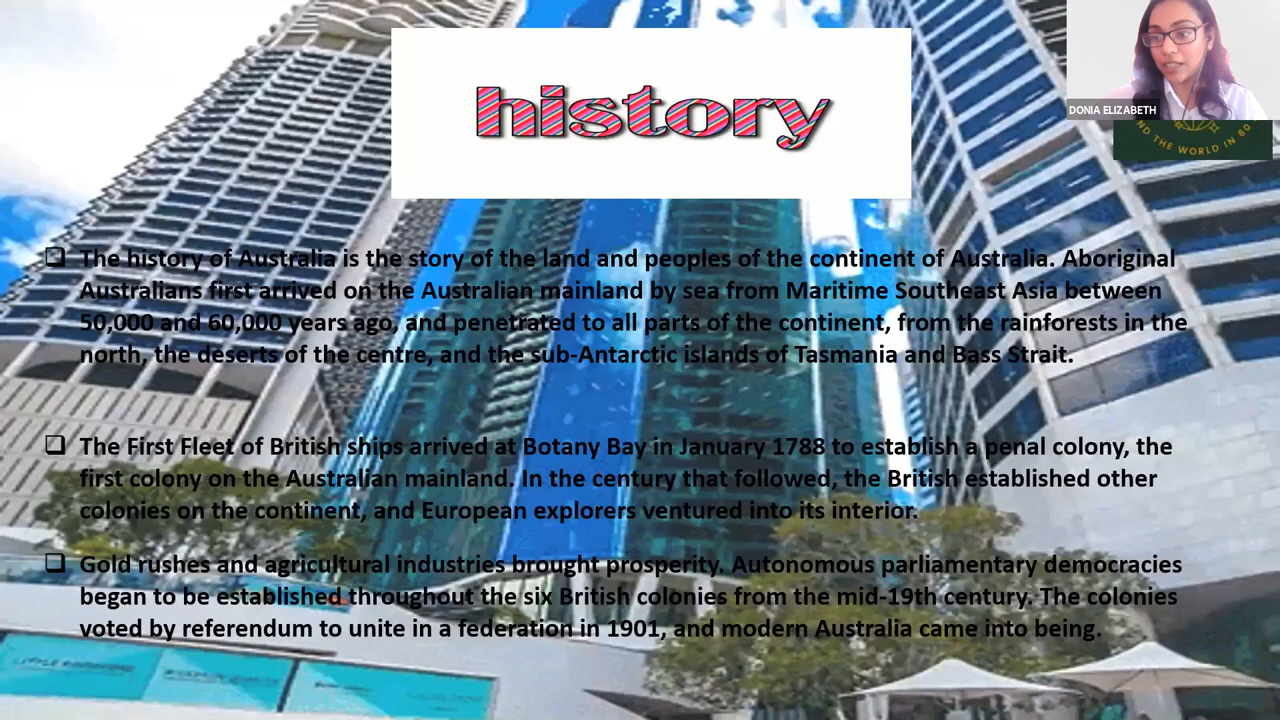 history
DONIA ELIZABETH
ND THE WORLD IN 60
❑ The history of Australia is the story of the land and peoples of the continent of Australia. Aboriginal
Australians first arrived on the Australian mainland by sea from Maritime Southeast Asia between
50,000 and 60,000 years ago, and penetrated to all parts of the continent, from the rainforests in the
north, the deserts of the centre, and the sub-Antarctic islands of Tasmania and Bass Strait.
❑ The First Fleet of British ships arrived at Botany Bay in January 1788 to establish a penal colony, the
first colony on the Australian mainland. In the century that followed, the British established other
colonies on the continent, and European explorers ventured into its interior.
❑ Gold rushes and agricultural industries brought prosperity. Autonomous parliamentary democracies
began to be established throughout the six British colonies from the mid-19th century. The colonies
voted by referendum to unite in a federation in 1901, and modern Australia came into being.